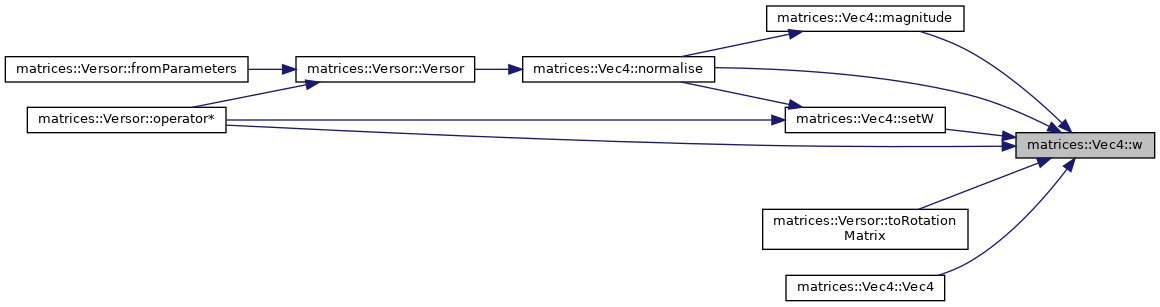 matrices::Vec4::magnitude
matrices::Versor::fromParameters
matrices::Versor::Versor
matrices::Vec4::normalise
matrices::Versor::operator*
matrices::Vec4::setW
matrices::Vec4::w
matrices::Versor::toRotation
Matrix
matrices::Vec4::Vec4